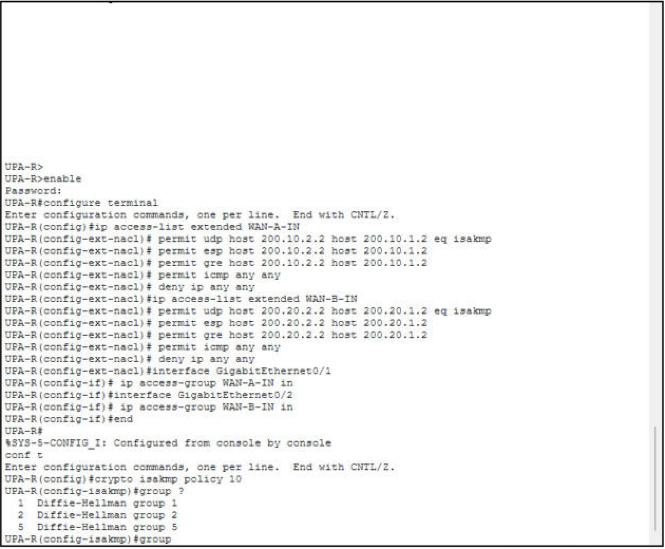 UPA-R>
UPA-R>enable
Password:
UPA-R#configure terminal
Enter configuration commands, one per line.  End with CNTL/Z.
UPA-R(config)#ip access-list extended WAN-A-IN
UPA-R(config-ext-nacl)# permit udp host 200.10.2.2 host 200.10.1.2 eq isakmp
UPA-R(config-ext-nacl)# permit esp host 200.10.2.2 host 200.10.1.2
UPA-R(config-ext-nacl)# permit gre host 200.10.2.2 host 200.10.1.2
UPA-R(config-ext-nacl)# permit icmp any any
UPA-R(config-ext-nacl)# deny ip any any
UPA-R(config-ext-nacl)#ip access-list extended WAN-B-IN
UPA-R(config-ext-nacl)# permit udp host 200.20.2.2 host 200.20.1.2 eq isakmp
UPA-R(config-ext-nacl)# permit esp host 200.20.2.2 host 200.20.1.2
UPA-R(config-ext-nacl)# permit gre host 200.20.2.2 host 200.20.1.2
UPA-R(config-ext-nacl)# permit icmp any any
UPA-R(config-ext-nacl)# deny ip any any
UPA-R(config-ext-nacl)#interface GigabitEthernet0/1
UPA-R(config-if)# ip access-group WAN-A-IN in
UPA-R(config-if)#interface GigabitEthernet0/2
UPA-R(config-if)# ip access-group WAN-B-IN in
UPA-R(config-if)#end
UPA-R#
%SYS-5-CONFIG_I: Configured from console by console
conf t
Enter configuration commands, one per line.  End with CNTL/Z.
UPA-R(config)#crypto isakmp policy 10
UPA-R(config-isakmp)#group ?
  1  Diffie-Hellman group 1
  2  Diffie-Hellman group 2
  5  Diffie-Hellman group 5
UPA-R(config-isakmp)#group